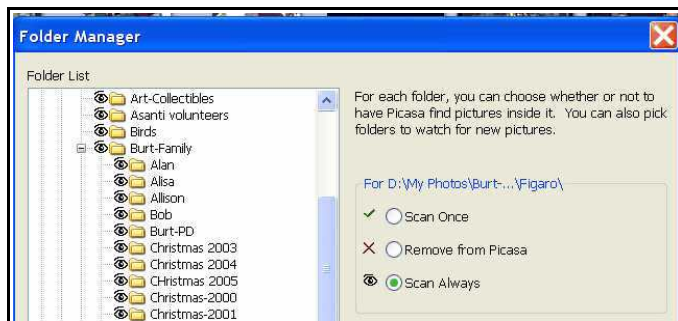 Folder Manager
Folder List
Art-Collectibles
Asanti volunteers
Birds
Burt-Family
Alan
Alisa
Allison
Bob
Burt-PD
Christmas 2003
Christmas 2004
CHristmas 2005
Christmas-2000
Christmas-2001
For each folder, you can choose whether or not to
have Picasa find pictures inside it. You can also pick
folders to watch for new pictures.
For D:\My Photos\Burt-...\Figaro\
Scan Once
Remove from Picasa
Scan Always